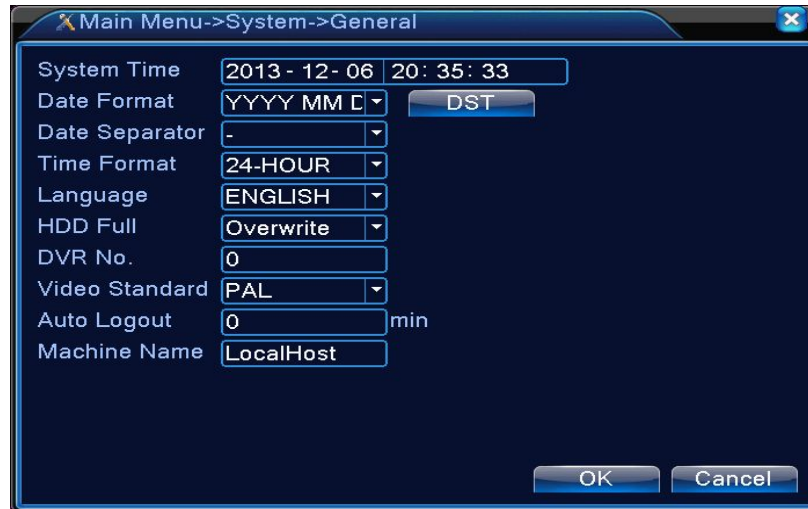 Main Menu->System->General
System Time 2013-12-06 20:35:33
Date Format YYYY MM D DST
Date Separator -
Time Format 24-HOUR
Language ENGLISH
HDD Full Overwrite
DVR No. 0
Video Standard PAL
Auto Logout 0 min
Machine Name LocalHost
OK Cancel